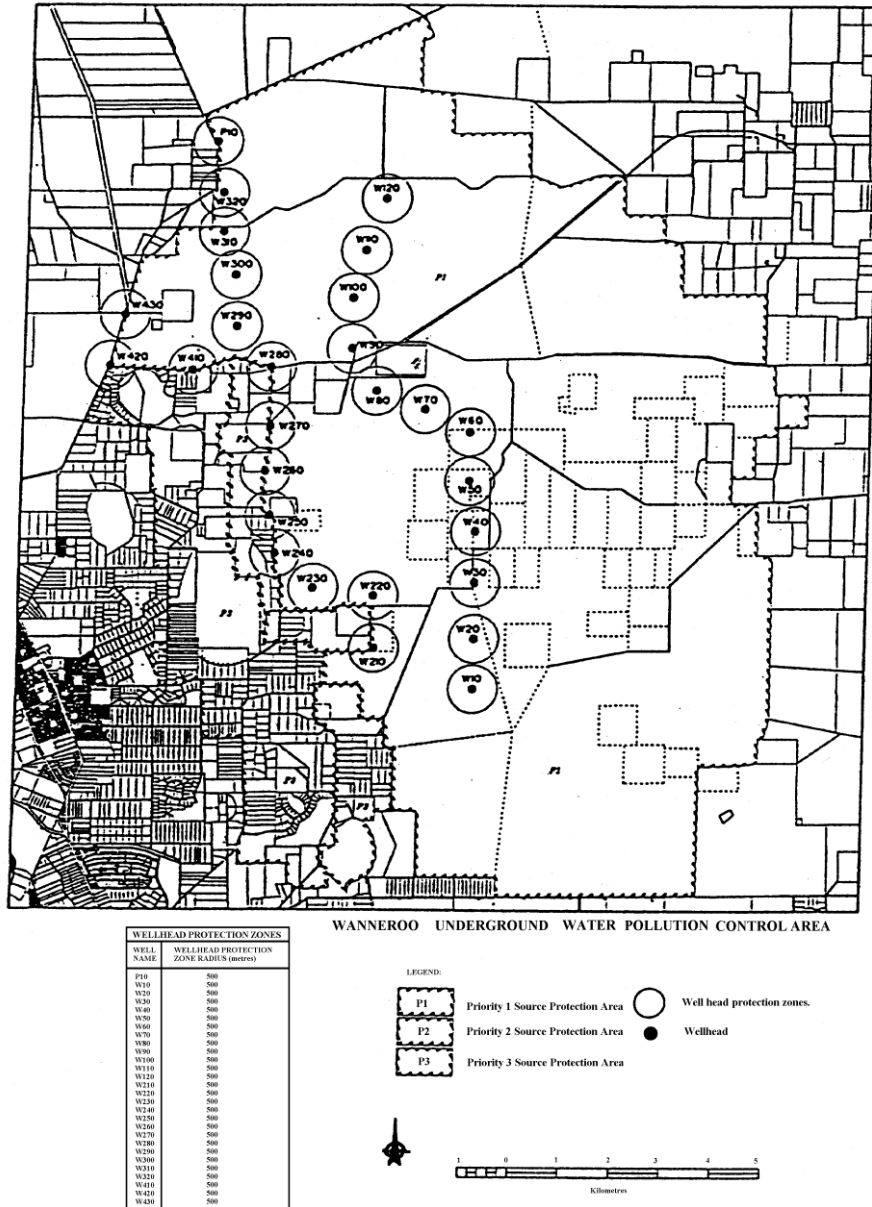 P10
W120
W320
W310
W110
W300
P1
W100
W430
W290
W90
W420
W410
W280
W80
W70
W270
W60
P3
W260
W50
W250
W40
W240
W230
W220
W30
P3
W20
W210
W10
P1
P3
P2
WANNEROO UNDERGROUND WATER POLLUTION CONTROL AREA
WELLHEAD PROTECTION ZONES
WELL NAME
WELLHEAD PROTECTION ZONE RADIUS (metres)
P10 500
W10 500
W20 500
W30 500
W40 500
W50 500
W60 500
W70 500
W80 500
W90 500
W100 500
W110 500
W120 500
W210 500
W220 500
W230 500
W240 500
W250 500
W260 500
W270 500
W280 500
W290 500
W300 500
W310 500
W320 500
W410 500
W420 500
W430 500
LEGEND:
P1 Priority 1 Source Protection Area
Well head protection zones.
P2 Priority 2 Source Protection Area
Wellhead
P3 Priority 3 Source Protection Area
1 0 1 2 3 4 5
Kilometres